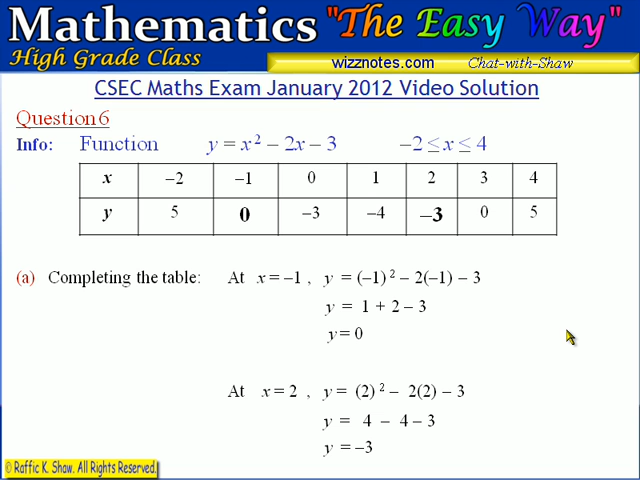 Mathematics "The Easy Way"
High Grade Class
wizznotes.com Chat-with-Shaw
CSEC Maths Exam January 2012 Video Solution
Question 6
Info: Function y = x² − 2x − 3 −2 ≤ x ≤ 4
x −2 −1 0 1 2 3 4
y 5 0 −3 −4 −3 0 5
(a) Completing the table: At x = −1 , y = (−1)² − 2(−1) − 3
y = 1 + 2 − 3
y = 0
At x = 2 , y = (2)² − 2(2) − 3
y = 4 − 4 − 3
y = −3
© Raffic K. Shaw. All Rights Reserved.